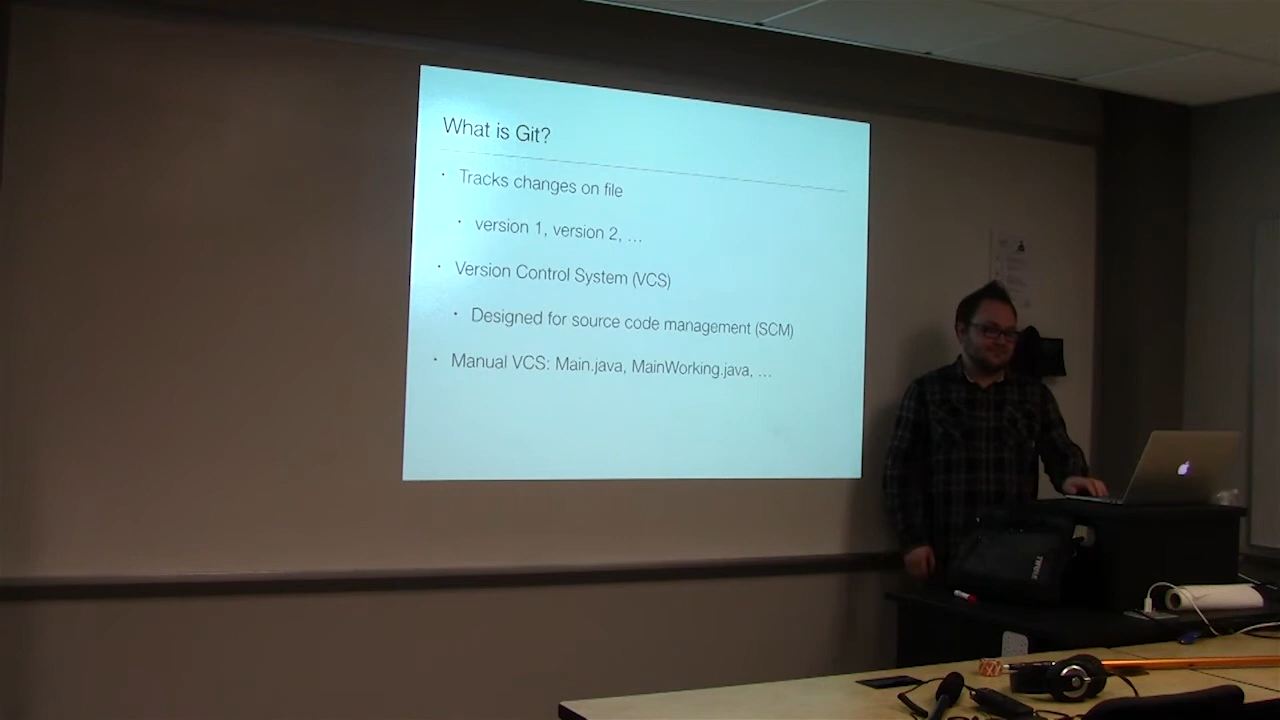 What is Git?
Tracks changes on file
version 1, version 2, …
Version Control System (VCS)
Designed for source code management (SCM)
Manual VCS: Main.java, MainWorking.java, …
THULE